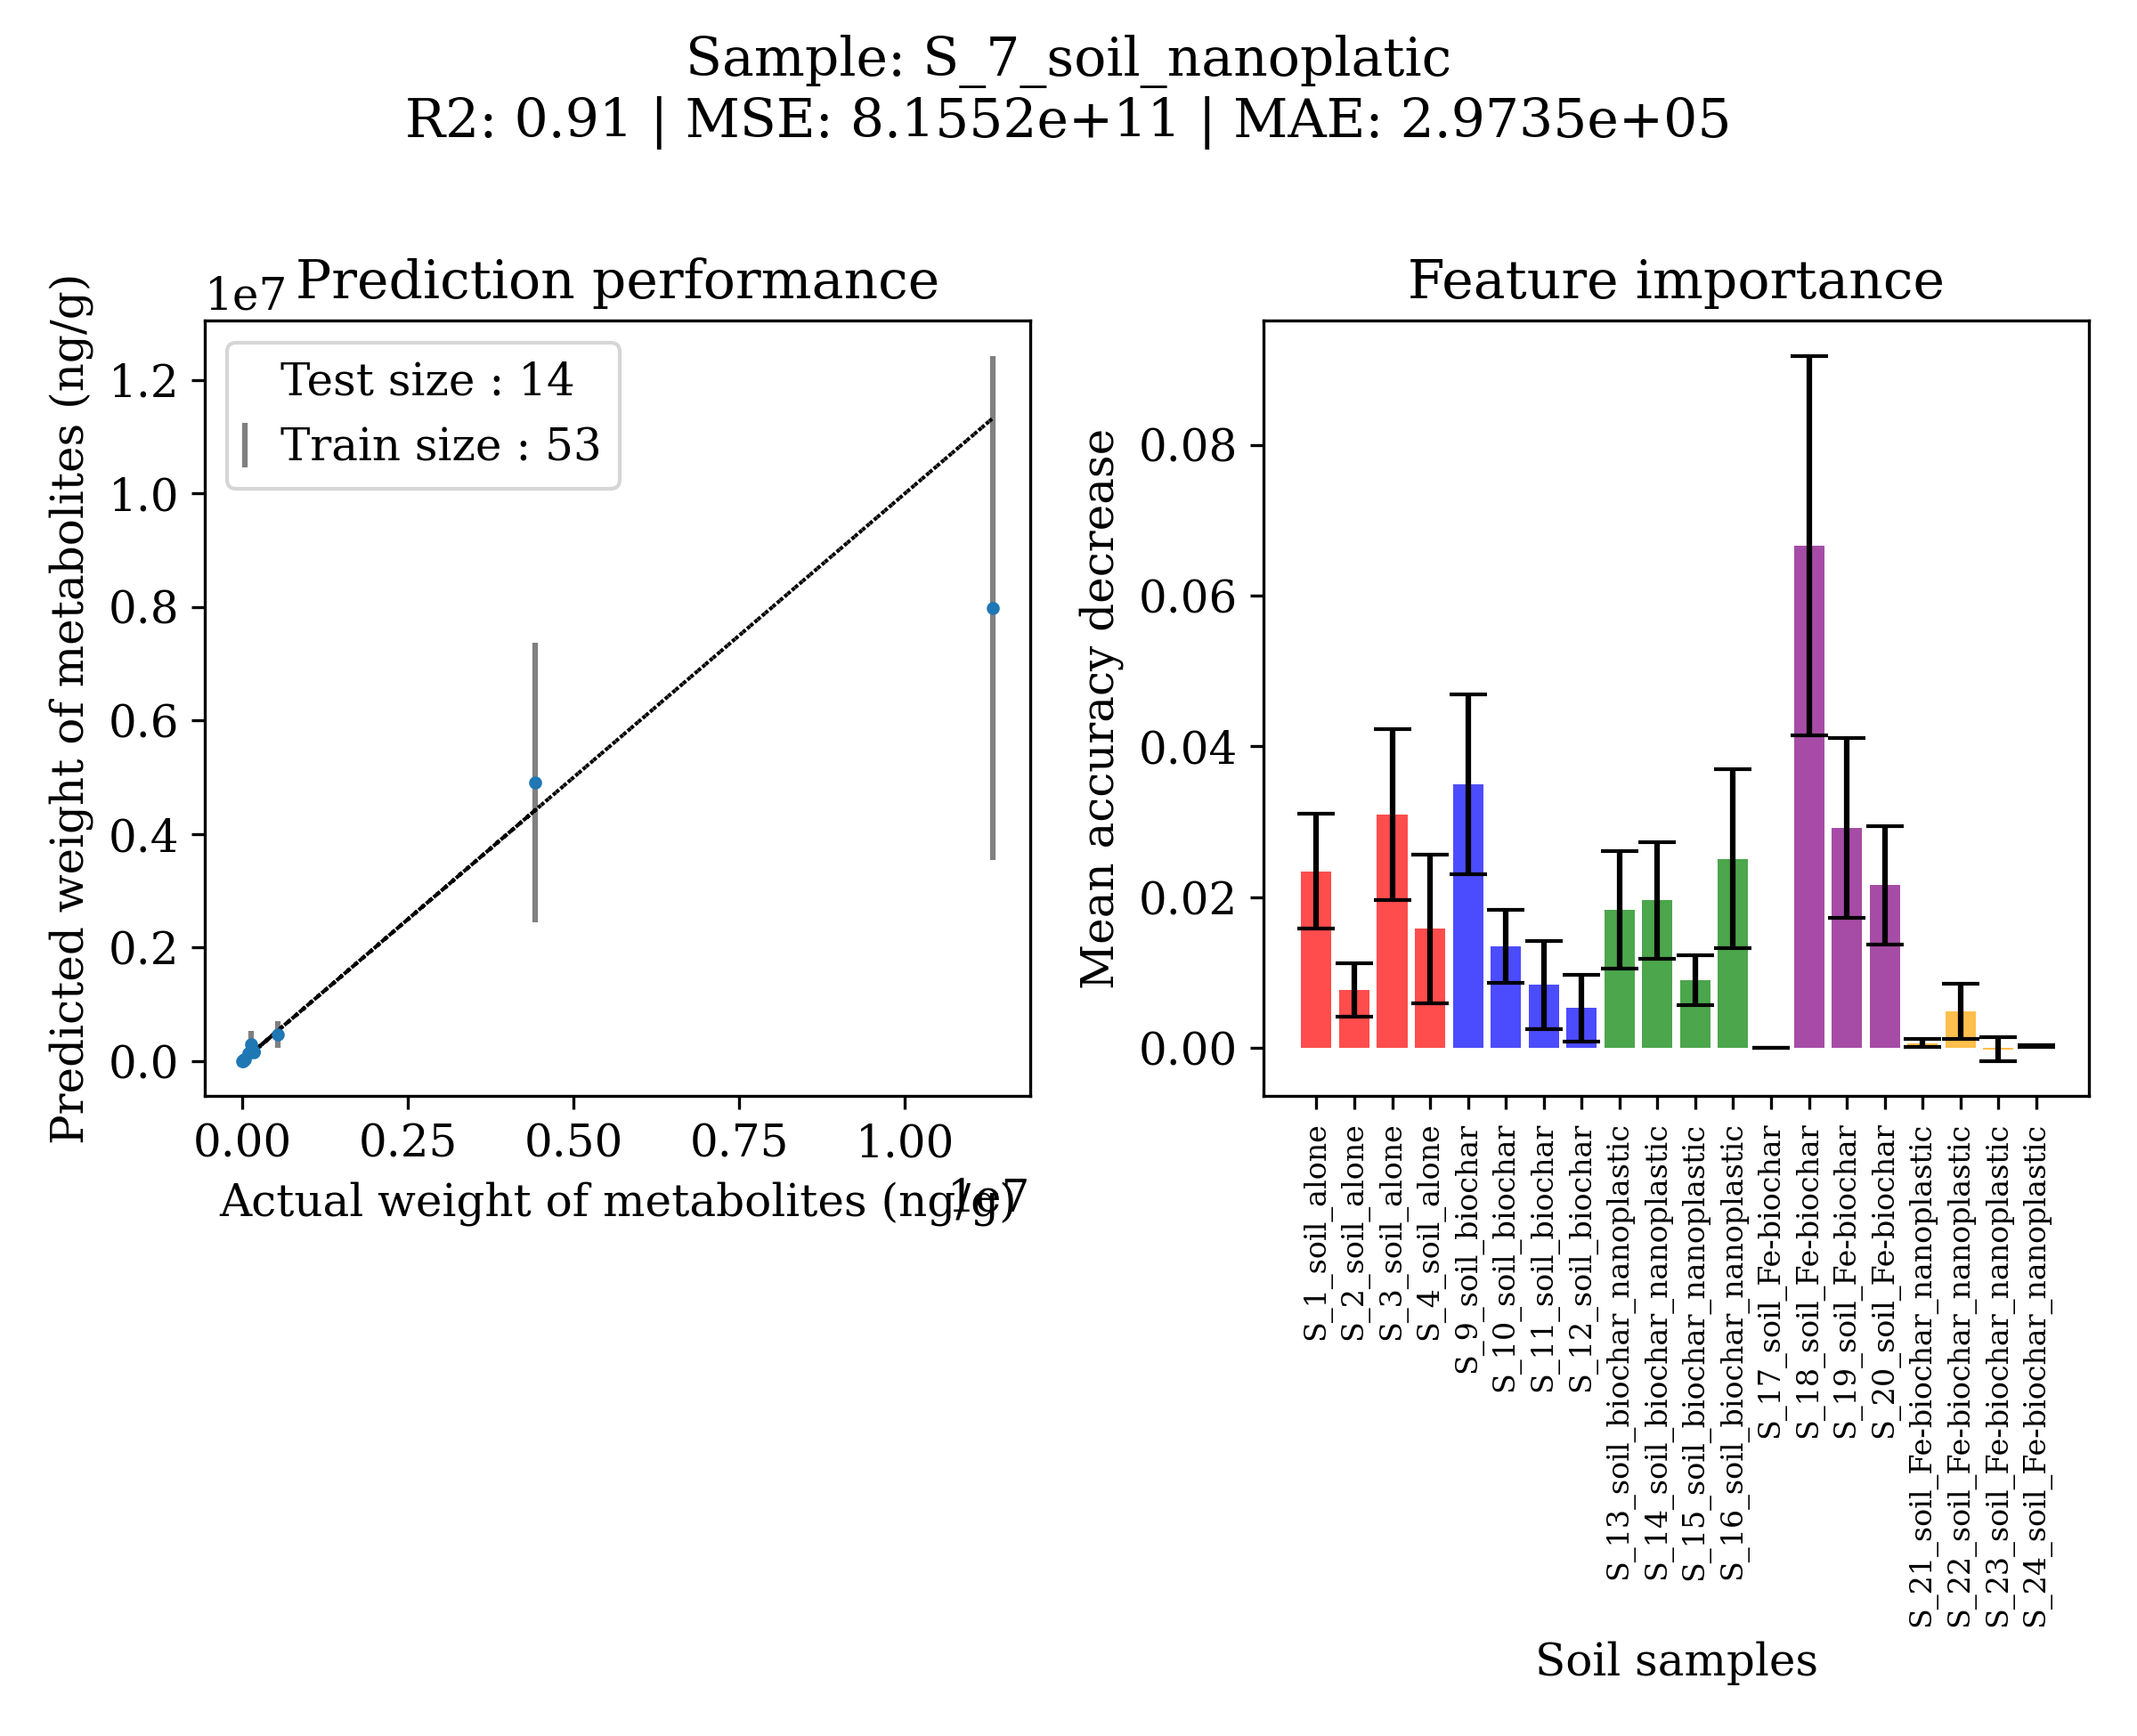 Sample: S_7_soil_nanoplatic
R2: 0.91 | MSE: 8.1552e+11 | MAE: 2.9735e+05
Prediction performance
1e7
Predicted weight of metabolites (ng/g)
1.2
1.0
0.8
0.6
0.4
0.2
0.0
Test size : 14
Train size : 53
0.00 0.25 0.50 0.75 1.00
1e7
Actual weight of metabolites (ng/g)
Feature importance
Mean accuracy decrease
0.08
0.06
0.04
0.02
0.00
S_1_soil_alone
S_2_soil_alone
S_3_soil_alone
S_4_soil_alone
S_9_soil_biochar
S_10_soil_biochar
S_11_soil_biochar
S_12_soil_biochar
S_13_soil_biochar_nanoplastic
S_14_soil_biochar_nanoplastic
S_15_soil_biochar_nanoplastic
S_16_soil_biochar_nanoplastic
S_17_soil_Fe-biochar
S_18_soil_Fe-biochar
S_19_soil_Fe-biochar
S_20_soil_Fe-biochar
S_21_soil_Fe-biochar_nanoplastic
S_22_soil_Fe-biochar_nanoplastic
S_23_soil_Fe-biochar_nanoplastic
S_24_soil_Fe-biochar_nanoplastic
Soil samples